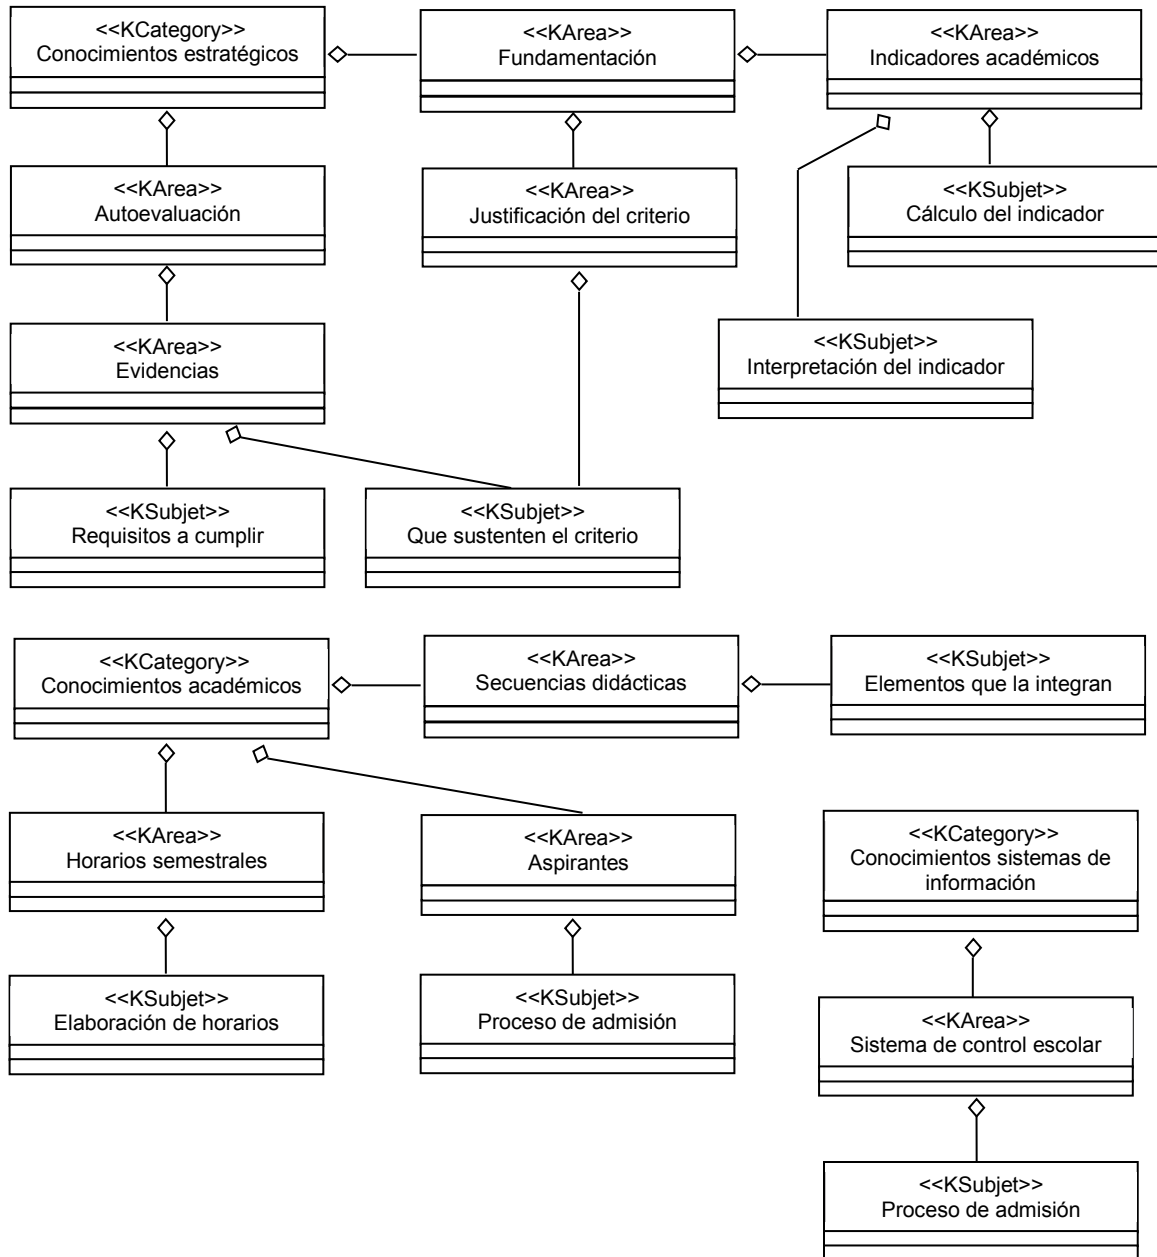 <<KCategory>>
Conocimientos estratégicos
<<KArea>>
Fundamentación
<<KArea>>
Indicadores académicos
<<KArea>>
Autoevaluación
<<KArea>>
Justificación del criterio
<<KSubjet>>
Cálculo del indicador
<<KArea>>
Evidencias
<<KSubjet>>
Interpretación del indicador
<<KSubjet>>
Requisitos a cumplir
<<KSubjet>>
Que sustenten el criterio
<<KCategory>>
Conocimientos académicos
<<KArea>>
Secuencias didácticas
<<KSubjet>>
Elementos que la integran
<<KArea>>
Horarios semestrales
<<KArea>>
Aspirantes
<<KCategory>>
Conocimientos sistemas de
información
<<KSubjet>>
Elaboración de horarios
<<KSubjet>>
Proceso de admisión
<<KArea>>
Sistema de control escolar
<<KSubjet>>
Proceso de admisión